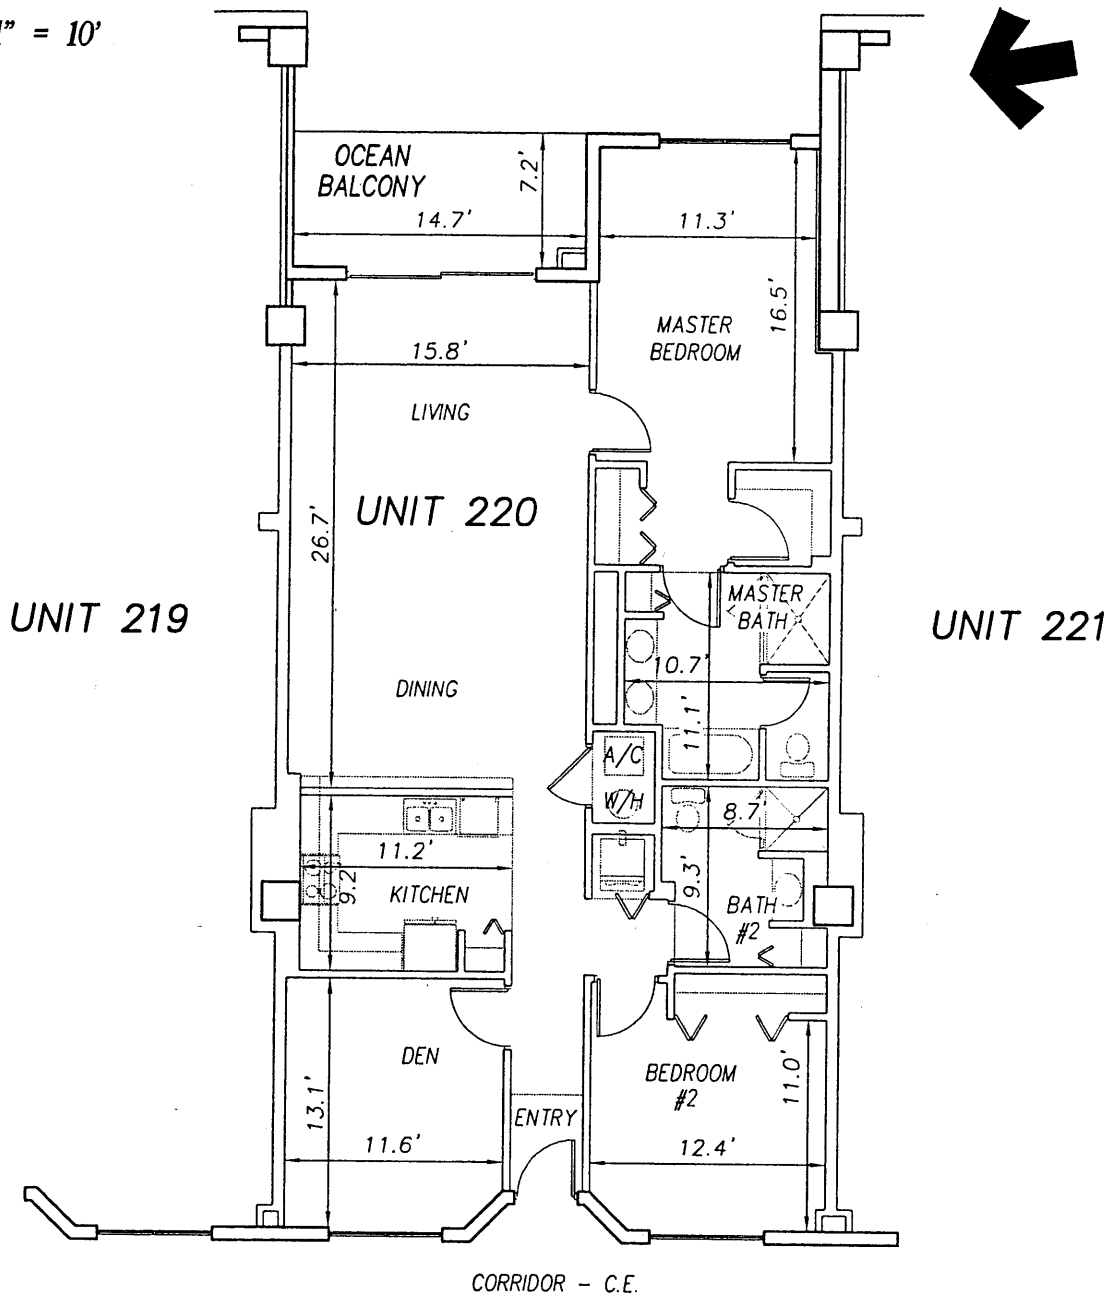 1" = 10'
OCEAN
BALCONY
7.2'
14.7'
11.3'
16.5'
MASTER
BEDROOM
15.8'
LIVING
UNIT 220
26.7'
UNIT 219
MASTER
BATH
UNIT 221
10.7'
DINING
11.1'
A/C
W/H
8.7'
11.2'
9.2'
KITCHEN
9.3'
BATH
#2
DEN
BEDROOM
#2
11.0'
13.1'
ENTRY
11.6'
12.4'
CORRIDOR - C.E.